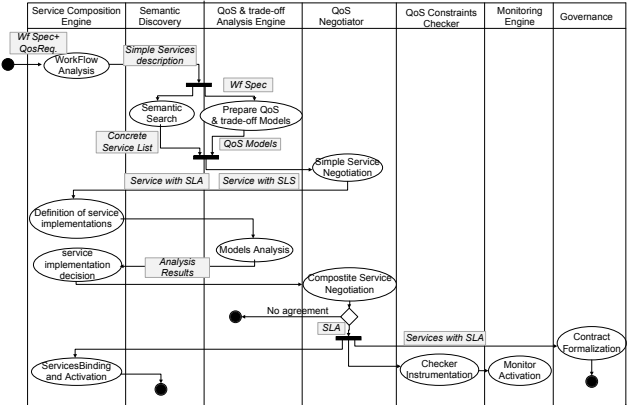 Service Composition
Engine
Semantic
Discovery
QoS & trade-off
Analysis Engine
QoS
Negotiator
QoS Constraints
Checker
Monitoring
Engine
Governance
Wf Spec+
QosReq.
WorkFlow
Analysis
Simple Services
description
Wf Spec
Semantic
Search
Prepare QoS
& trade-off Models
Concrete
Service List
QoS Models
Simple Service
Negotiation
Service with SLA
Service with SLS
Definition of service
implementations
Models Analysis
service
implementation
decision
Analysis
Results
Compostite Service
Negotiation
No agreement
SLA
Services with SLA
Contract
Formalization
ServicesBinding
and Activation
Checker
Instrumentation
Monitor
Activation